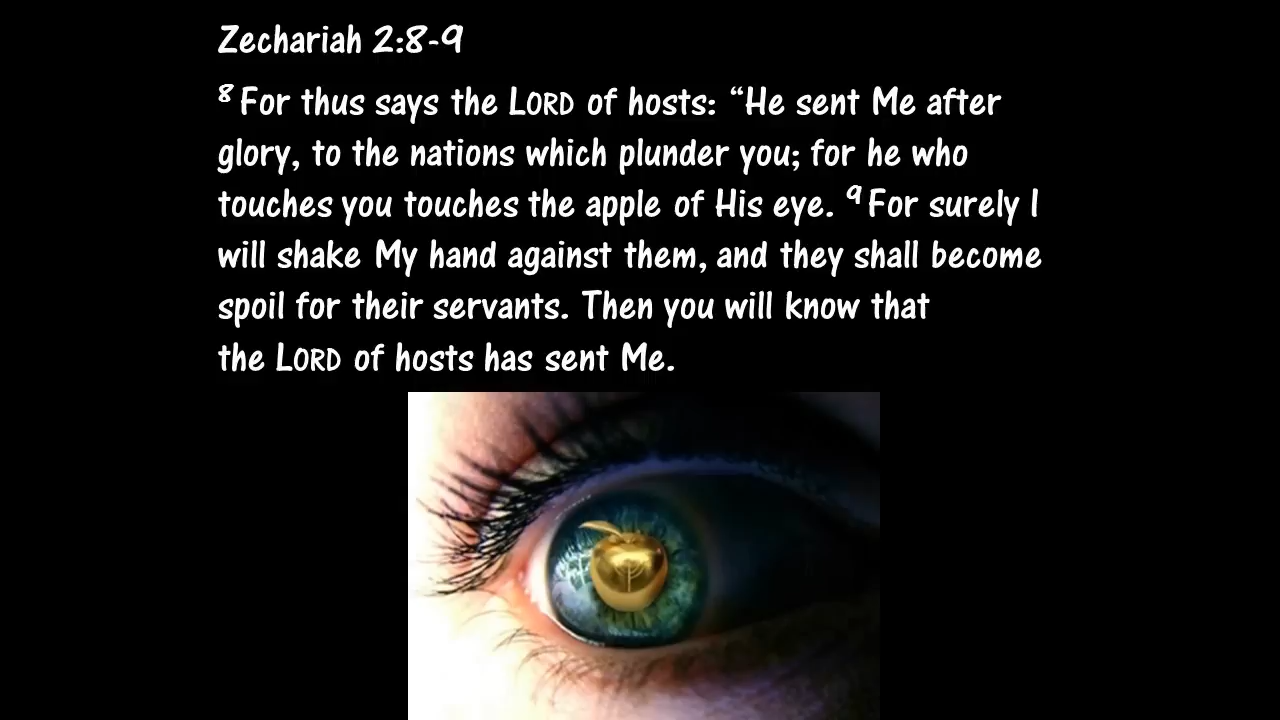 Zechariah 2:8-9
8 For thus says the LORD of hosts: “He sent Me after
glory, to the nations which plunder you; for he who
touches you touches the apple of His eye. 9 For surely I
will shake My hand against them, and they shall become
spoil for their servants. Then you will know that
the LORD of hosts has sent Me.